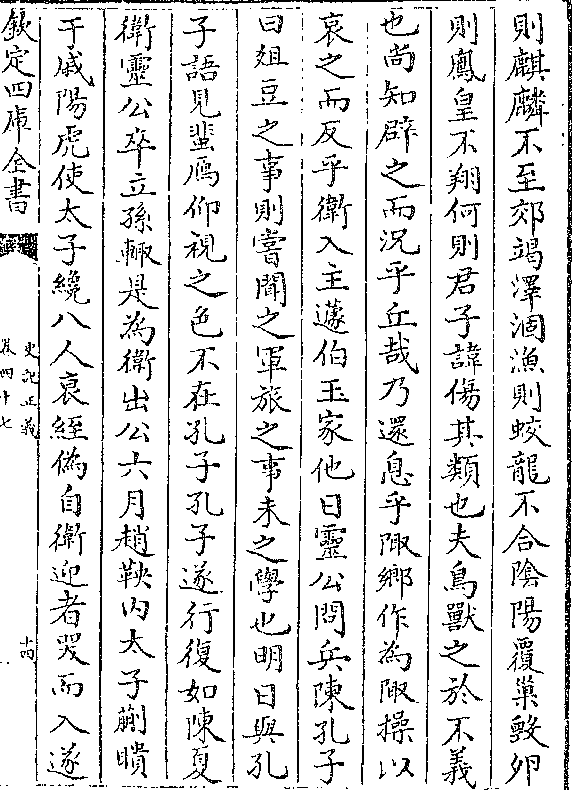 則麒麟不至郊竭澤涸漁則蛟龍不合陰陽覆巢毀卵
則鳳皇不翔何則君子諱傷其類也夫鳥獸之於不義
也尚知辟之而況乎丘哉乃還息乎陬鄉作為陬操以
哀之而反乎衛入主蘧伯玉家他日靈公問兵陳孔子
曰俎豆之事則嘗聞之軍旅之事未之學也明日與孔
子語見蜚鴈仰視之色不在孔子孔子遂行復如陳夏
衛靈公卒立孫輒是為衛出公六月趙鞅内太子蒯聵
于戚陽虎使太子絻八人衰絰偽自衛迎者哭而入遂
欽定四庫全書
史記正義
卷四十七
十四